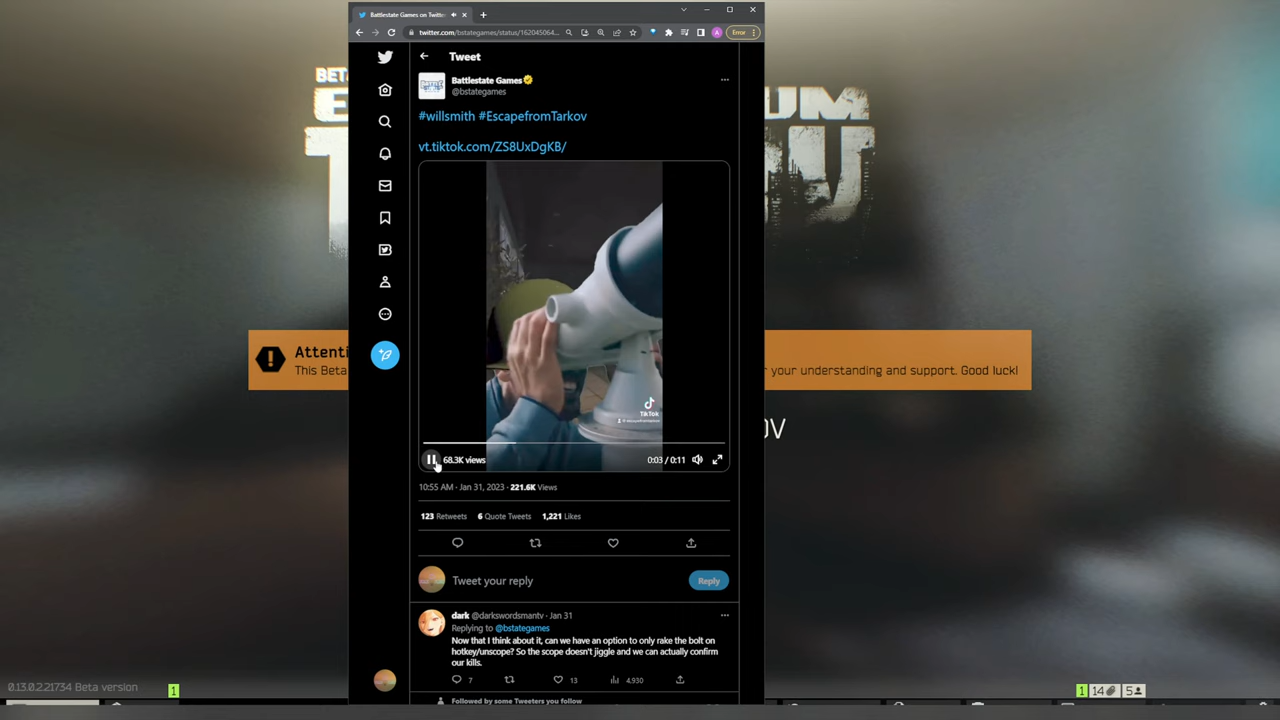 Battlestate Games on Twitter
twitter.com/bstategames/status/162045064...
A
Error
Tweet
Battlestate Games
@bstategames
#willsmith #EscapefromTarkov
vt.tiktok.com/ZS8UxDgKB/
TikTok
68.3K views
0:03 / 0:11
10:55 AM · Jan 31, 2023 · 221.6K Views
123 Retweets 6 Quote Tweets 1,221 Likes
Tweet your reply
Reply
dark @darkswordsmantv · Jan 31
Replying to @bstategames
Now that I think about it, can we have an option to only rake the bolt on
hotkey/unscope? So the scope doesn't jiggle and we can actually confirm
our kills.
7 13 4,930
Followed by some Tweeters you follow
BET
Attenti
This Beta
your understanding and support. Good luck!
OV
0.13.0.2.21734 Beta version
1
1 14 5